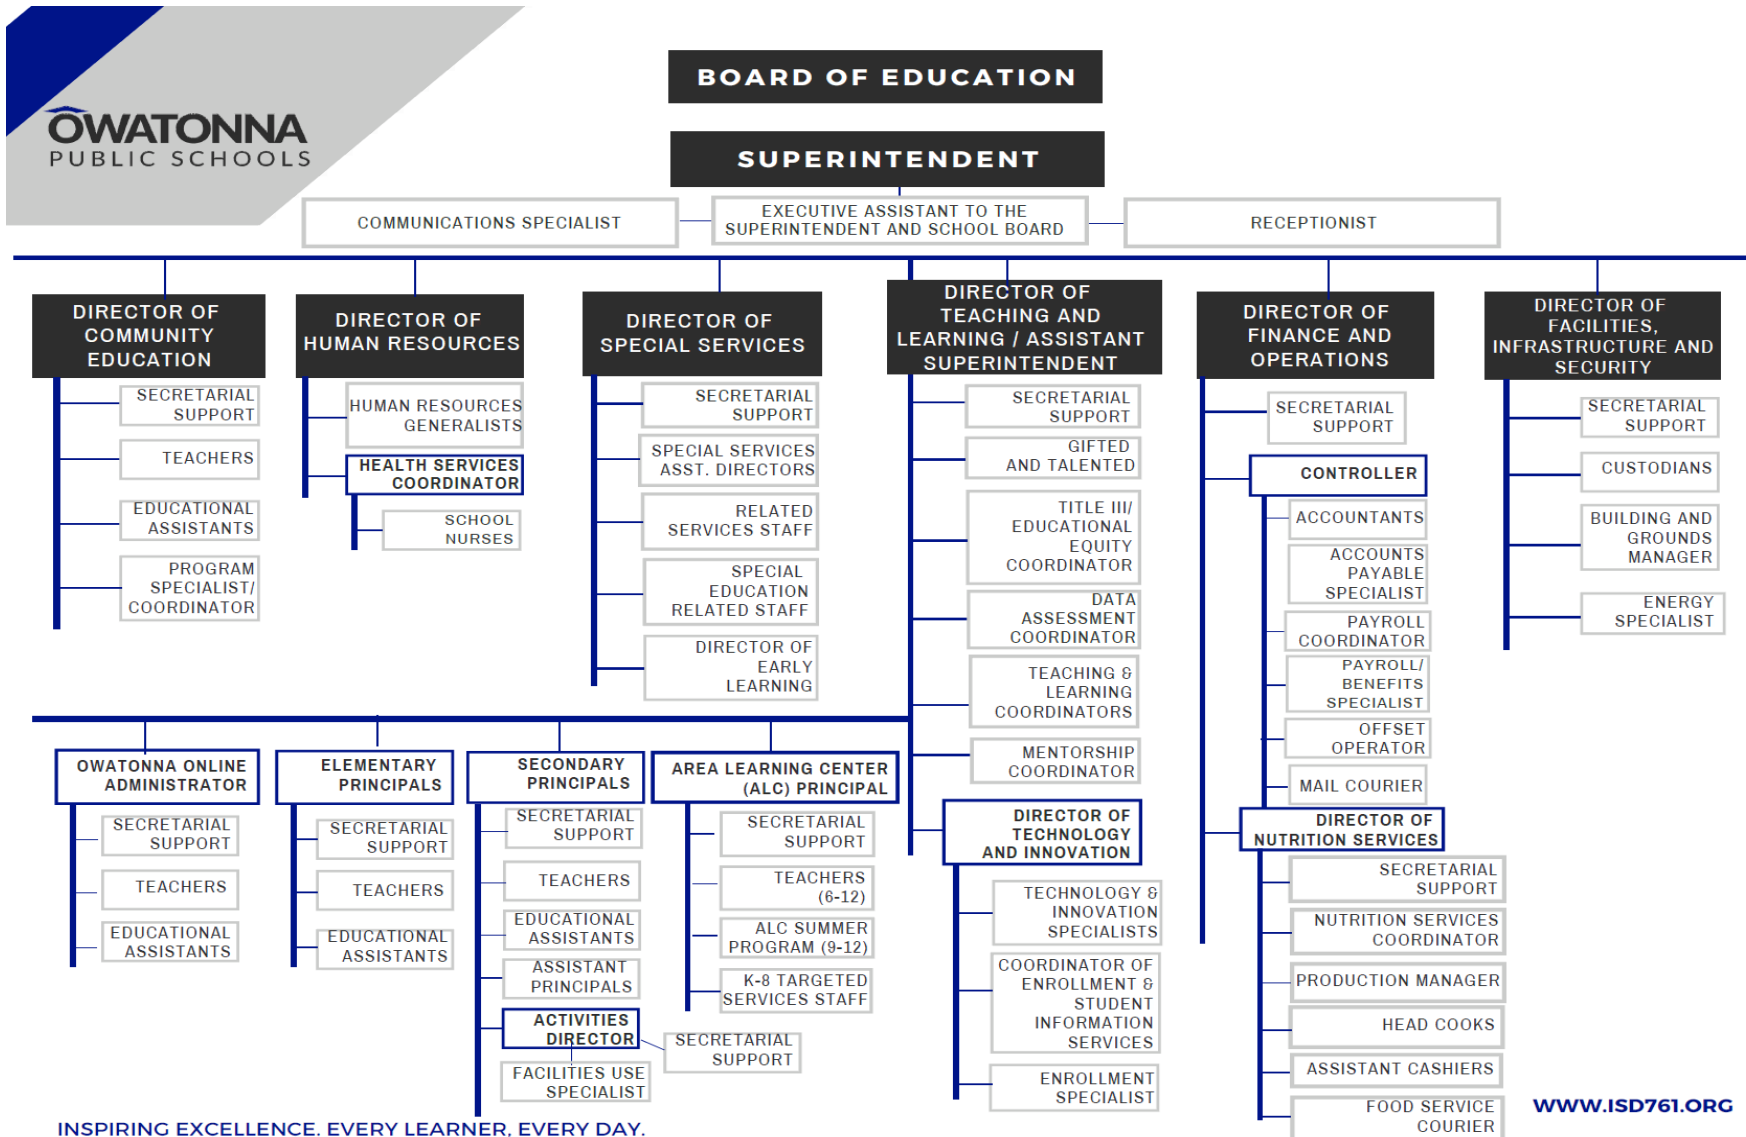 OWATONNA
PUBLIC SCHOOLS
BOARD OF EDUCATION
SUPERINTENDENT
COMMUNICATIONS SPECIALIST
EXECUTIVE ASSISTANT TO THE
SUPERINTENDENT AND SCHOOL BOARD
RECEPTIONIST
DIRECTOR OF
COMMUNITY
EDUCATION
SECRETARIAL
SUPPORT
TEACHERS
EDUCATIONAL
ASSISTANTS
PROGRAM
SPECIALIST/
COORDINATOR
DIRECTOR OF
HUMAN RESOURCES
HUMAN RESOURCES
GENERALISTS
HEALTH SERVICES
COORDINATOR
SCHOOL
NURSES
DIRECTOR OF
SPECIAL SERVICES
SECRETARIAL
SUPPORT
SPECIAL SERVICES
ASST. DIRECTORS
RELATED
SERVICES STAFF
SPECIAL
EDUCATION
RELATED STAFF
DIRECTOR OF
EARLY
LEARNING
DIRECTOR OF
TEACHING AND
LEARNING / ASSISTANT
SUPERINTENDENT
SECRETARIAL
SUPPORT
GIFTED
AND TALENTED
TITLE III/
EDUCATIONAL
EQUITY
COORDINATOR
DATA
ASSESSMENT
COORDINATOR
TEACHING &
LEARNING
COORDINATORS
MENTORSHIP
COORDINATOR
DIRECTOR OF
TECHNOLOGY
AND INNOVATION
TECHNOLOGY &
INNOVATION
SPECIALISTS
COORDINATOR OF
ENROLLMENT &
STUDENT
INFORMATION
SERVICES
ENROLLMENT
SPECIALIST
DIRECTOR OF
FINANCE AND
OPERATIONS
SECRETARIAL
SUPPORT
CONTROLLER
ACCOUNTANTS
ACCOUNTS
PAYABLE
SPECIALIST
PAYROLL
COORDINATOR
PAYROLL/
BENEFITS
SPECIALIST
OFFSET
OPERATOR
MAIL COURIER
DIRECTOR OF
NUTRITION SERVICES
SECRETARIAL
SUPPORT
NUTRITION SERVICES
COORDINATOR
PRODUCTION MANAGER
HEAD COOKS
ASSISTANT CASHIERS
FOOD SERVICE
COURIER
DIRECTOR OF
FACILITIES,
INFRASTRUCTURE AND
SECURITY
SECRETARIAL
SUPPORT
CUSTODIANS
BUILDING AND
GROUNDS
MANAGER
ENERGY
SPECIALIST
OWATONNA ONLINE
ADMINISTRATOR
SECRETARIAL
SUPPORT
TEACHERS
EDUCATIONAL
ASSISTANTS
ELEMENTARY
PRINCIPALS
SECRETARIAL
SUPPORT
TEACHERS
EDUCATIONAL
ASSISTANTS
SECONDARY
PRINCIPALS
SECRETARIAL
SUPPORT
TEACHERS
EDUCATIONAL
ASSISTANTS
ASSISTANT
PRINCIPALS
ACTIVITIES
DIRECTOR
SECRETARIAL
SUPPORT
FACILITIES USE
SPECIALIST
AREA LEARNING CENTER
(ALC) PRINCIPAL
SECRETARIAL
SUPPORT
TEACHERS
(6-12)
ALC SUMMER
PROGRAM (9-12)
K-8 TARGETED
SERVICES STAFF
INSPIRING EXCELLENCE. EVERY LEARNER, EVERY DAY.
WWW.ISD761.ORG